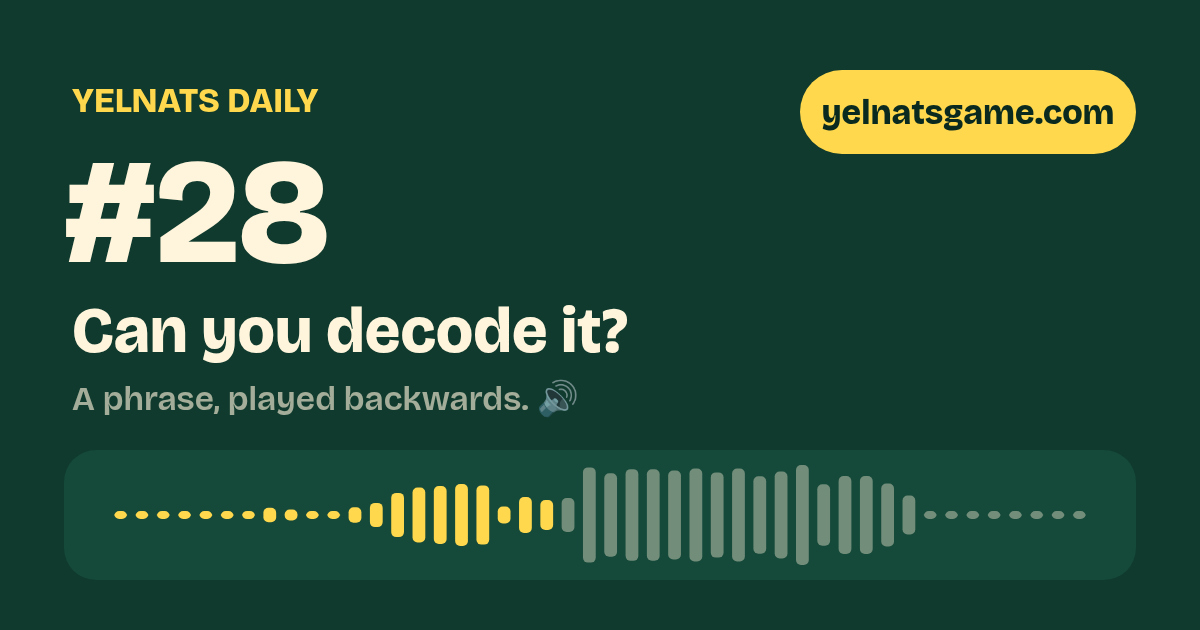 YELNATS DAILY
yelnatsgame.com
#28
Can you decode it?
A phrase, played backwards. 🔊